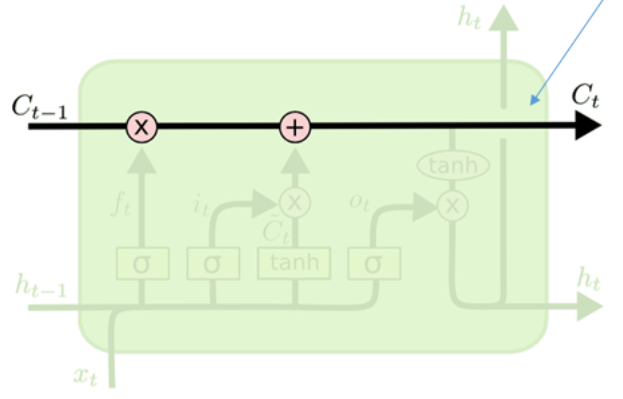 h_t
C_{t-1} x + C_t
tanh
f_t i_t x o_t x
C̃_t
σ σ tanh σ
h_{t-1} h_t
x_t